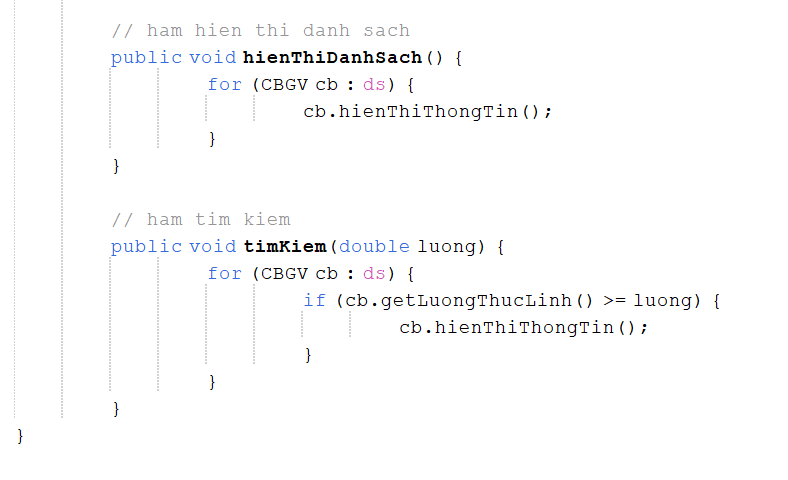 // ham hien thi danh sach
public void hienThiDanhSach() {
for (CBGV cb : ds) {
cb.hienThiThongTin();
}
}
// ham tim kiem
public void timKiem(double luong) {
for (CBGV cb : ds) {
if (cb.getLuongThucLinh() >= luong) {
cb.hienThiThongTin();
}
}
}
}